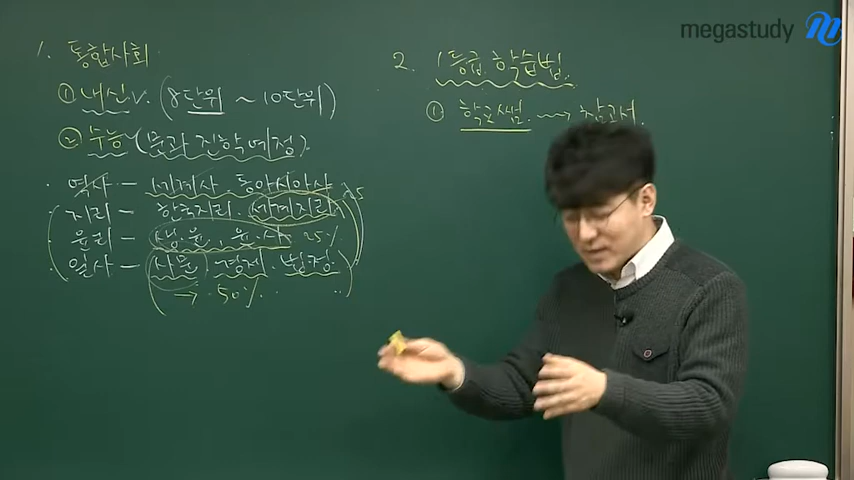 megastudy
1. 통합사회
① 내신 v. (8단위 ~ 10단위)
② 수능 (문과 진학예정).
· 역사 - 세계사. 동아시아사
지리 - 한국지리. 세계지리 25
윤리 - 생.윤. 윤.사 25%
일사 - 사문. 경제. 법정.
→ 50%.
2. 1등급 학습법
① 학교쌤. → 참고서.